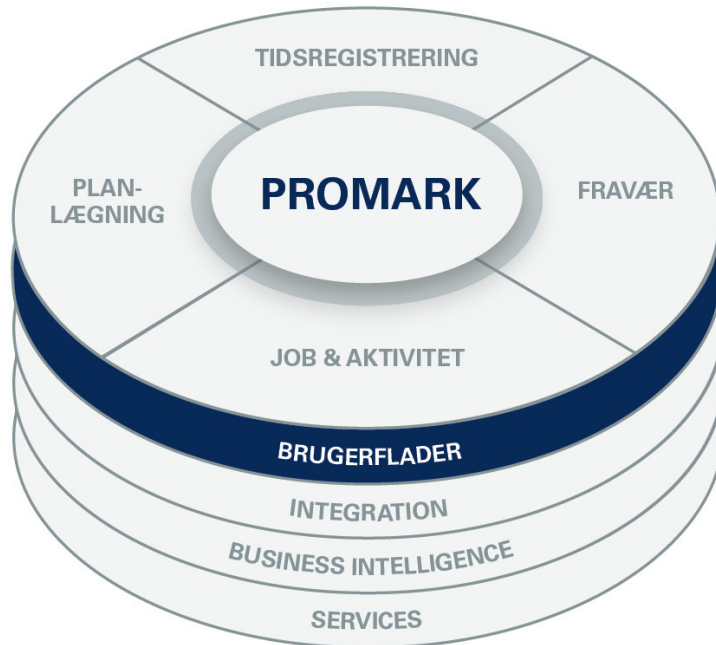 TIDSREGISTRERING
PLAN-
LÆGNING
PROMARK
FRAVÆR
JOB & AKTIVITET
BRUGERFLADER
INTEGRATION
BUSINESS INTELLIGENCE
SERVICES